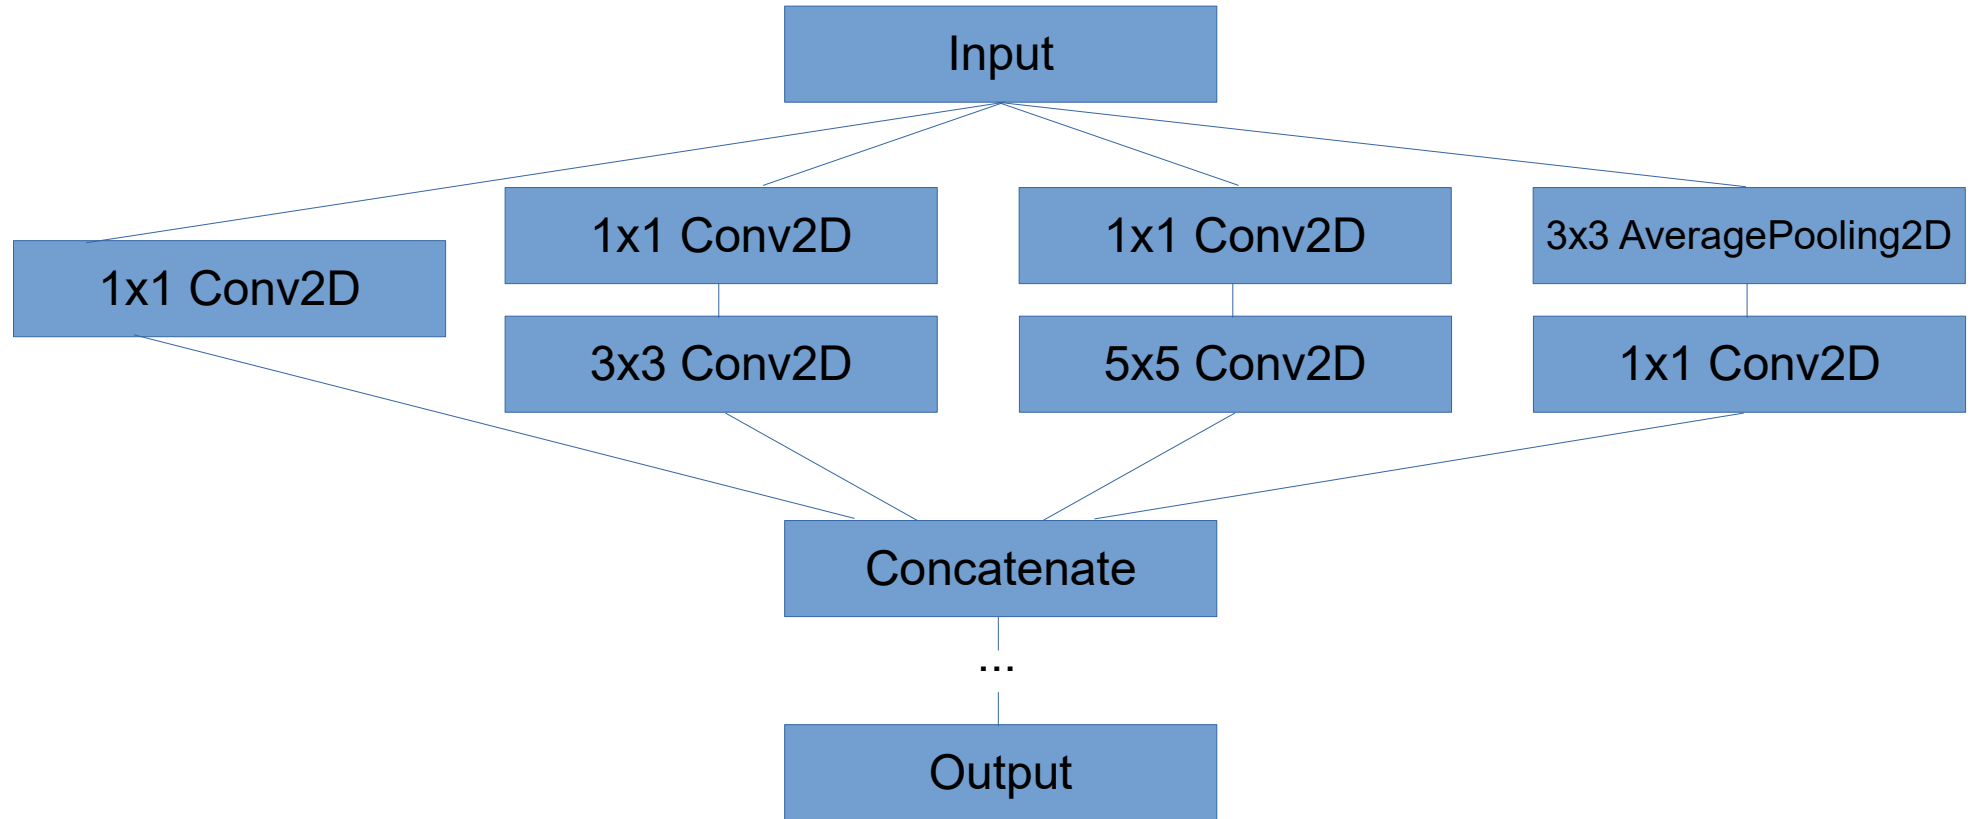 Input
1x1 Conv2D
1x1 Conv2D
3x3 AveragePooling2D
1x1 Conv2D
3x3 Conv2D
5x5 Conv2D
1x1 Conv2D
Concatenate
...
Output